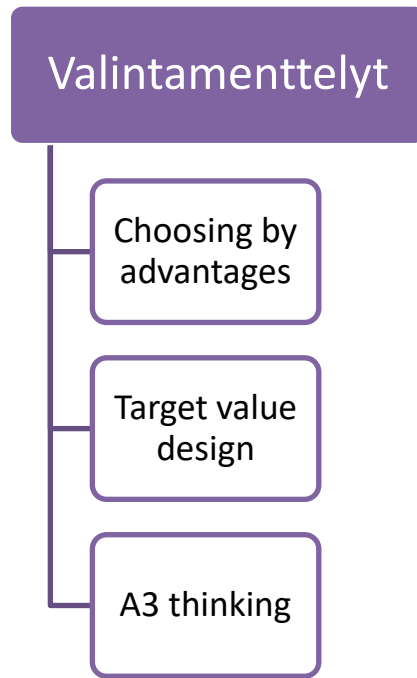 Valintamenttelyt
Choosing by
advantages
Target value
design
A3 thinking